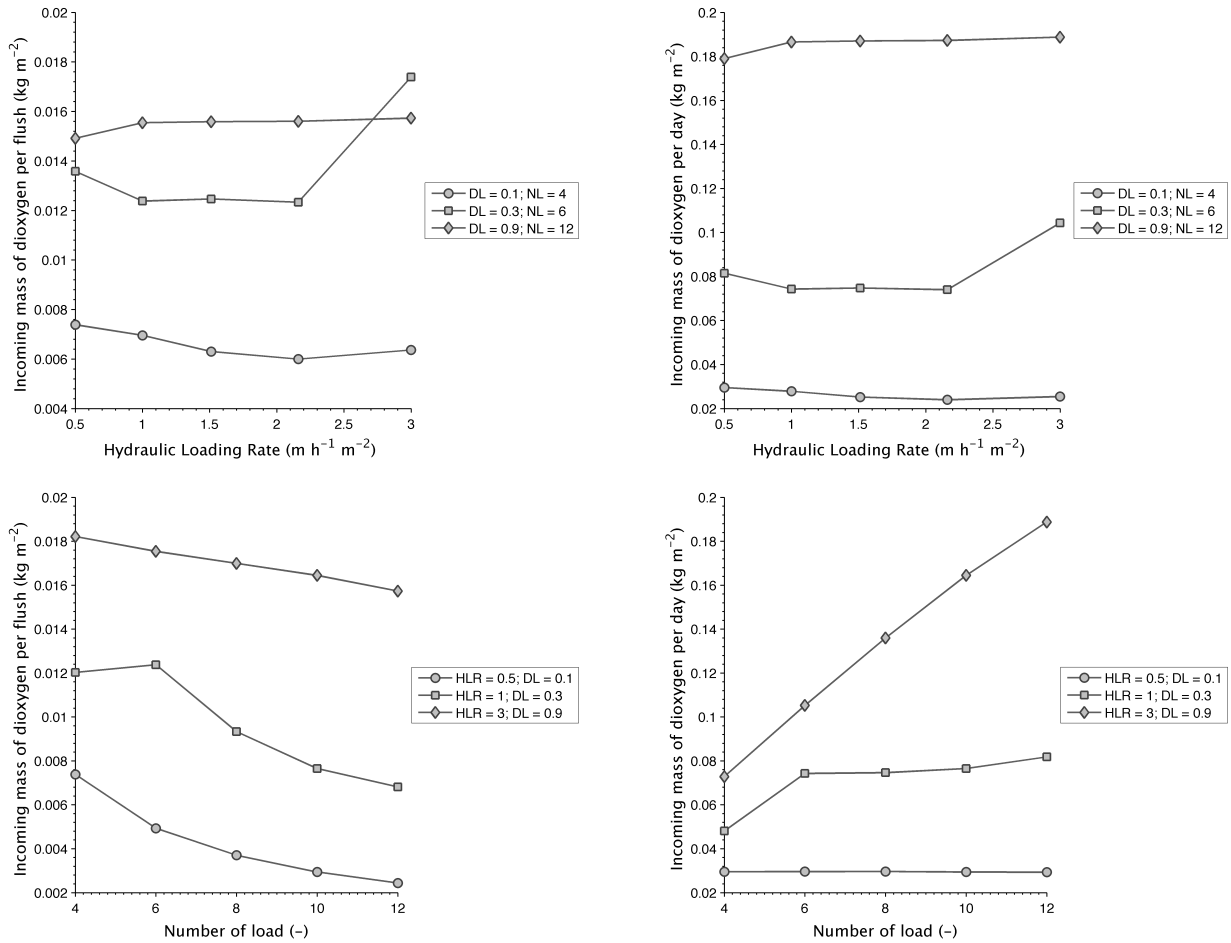 Incoming mass of dioxygen per flush (kg m⁻²)
0.02
0.018
0.016
0.014
0.012
0.01
0.008
0.006
0.004
0.5 1 1.5 2 2.5 3
Hydraulic Loading Rate (m h⁻¹ m⁻²)
DL = 0.1; NL = 4
DL = 0.3; NL = 6
DL = 0.9; NL = 12
Incoming mass of dioxygen per day (kg m⁻²)
0.2
0.18
0.16
0.14
0.12
0.1
0.08
0.06
0.04
0.02
0.5 1 1.5 2 2.5 3
Hydraulic Loading Rate (m h⁻¹ m⁻²)
DL = 0.1; NL = 4
DL = 0.3; NL = 6
DL = 0.9; NL = 12
Incoming mass of dioxygen per flush (kg m⁻²)
0.02
0.018
0.016
0.014
0.012
0.01
0.008
0.006
0.004
0.002
4 6 8 10 12
Number of load (-)
HLR = 0.5; DL = 0.1
HLR = 1; DL = 0.3
HLR = 3; DL = 0.9
Incoming mass of dioxygen per day (kg m⁻²)
0.2
0.18
0.16
0.14
0.12
0.1
0.08
0.06
0.04
0.02
4 6 8 10 12
Number of load (-)
HLR = 0.5; DL = 0.1
HLR = 1; DL = 0.3
HLR = 3; DL = 0.9